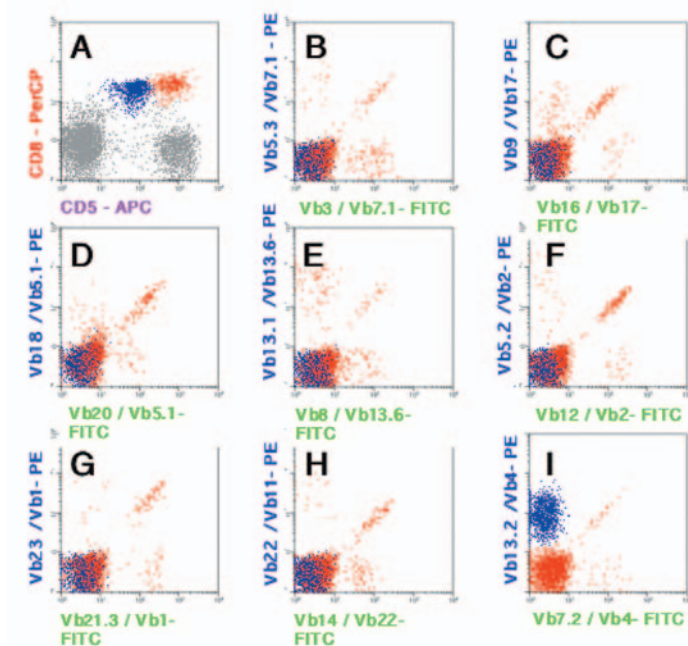 A
CD8 - PerCP
CD5 - APC
B
Vb5.3 /Vb7.1 - PE
Vb3 / Vb7.1- FITC
C
Vb9 /Vb17- PE
Vb16 / Vb17-
FITC
D
Vb18 /Vb5.1- PE
Vb20 / Vb5.1-
FITC
E
Vb13.1 /Vb13.6- PE
Vb8 / Vb13.6-
FITC
F
Vb5.2 /Vb2- PE
Vb12 / Vb2- FITC
G
Vb23 /Vb1- PE
Vb21.3 / Vb1-
FITC
H
Vb22 /Vb11- PE
Vb14 / Vb22-
FITC
I
Vb13.2 /Vb4- PE
Vb7.2 / Vb4- FITC